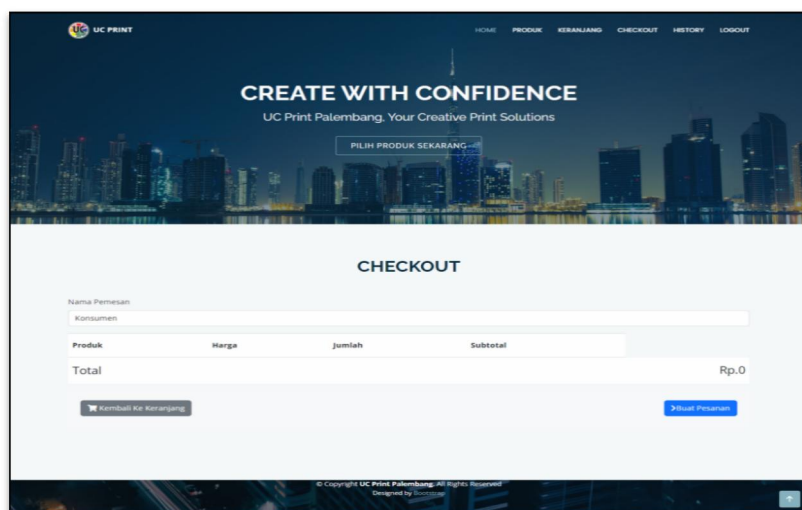 UC PRINT
HOME PRODUK KERANJANG CHECKOUT HISTORY LOGOUT
CREATE WITH CONFIDENCE
UC Print Palembang, Your Creative Print Solutions
PILIH PRODUK SEKARANG
CHECKOUT
Nama Pemesan
Konsumen
Produk Harga Jumlah Subtotal
Total Rp.0
Kembali Ke Keranjang Buat Pesanan
© Copyright UC Print Palembang. All Rights Reserved
Designed by Bootstrap